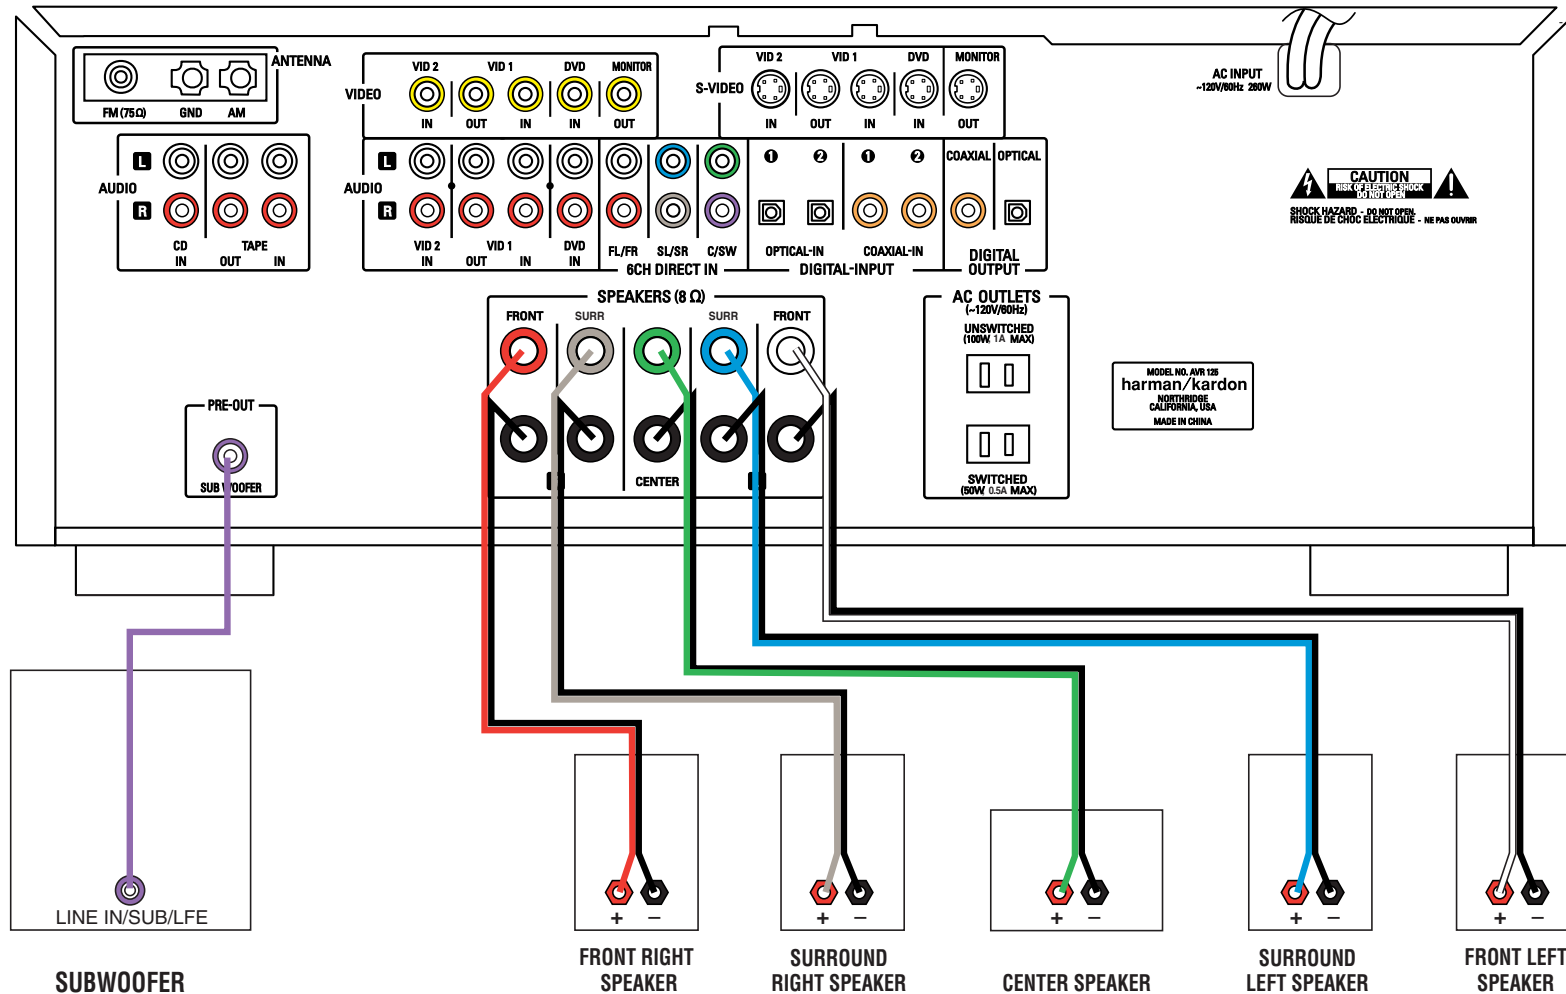 ANTENNA
FM (75Ω) GND AM
VIDEO
VID 2 VID 1 DVD MONITOR
IN OUT IN IN OUT
S-VIDEO
VID 2 VID 1 DVD MONITOR
IN OUT IN IN OUT
AC INPUT
~120V/60Hz 260W
AUDIO
L
R
CD TAPE
IN OUT IN
AUDIO
L
R
VID 2 VID 1 DVD
IN OUT IN IN
FL/FR SL/SR C/SW
6CH DIRECT IN
1 2 1 2
OPTICAL-IN COAXIAL-IN
DIGITAL-INPUT
COAXIAL OPTICAL
DIGITAL
OUTPUT
CAUTION
RISK OF ELECTRIC SHOCK
DO NOT OPEN
SHOCK HAZARD - DO NOT OPEN.
RISQUE DE CHOC ELECTRIQUE - NE PAS OUVRIR
SPEAKERS (8 Ω)
FRONT SURR SURR FRONT
CENTER
AC OUTLETS
(~120V/60Hz)
UNSWITCHED
(100W, 1A MAX)
SWITCHED
(50W, 0.5A MAX)
MODEL NO. AVR 125
harman/kardon
NORTHRIDGE
CALIFORNIA, USA
MADE IN CHINA
PRE-OUT
SUB WOOFER
LINE IN/SUB/LFE
SUBWOOFER
+ −
FRONT RIGHT
SPEAKER
+ −
SURROUND
RIGHT SPEAKER
+ −
CENTER SPEAKER
+ −
SURROUND
LEFT SPEAKER
+ −
FRONT LEFT
SPEAKER